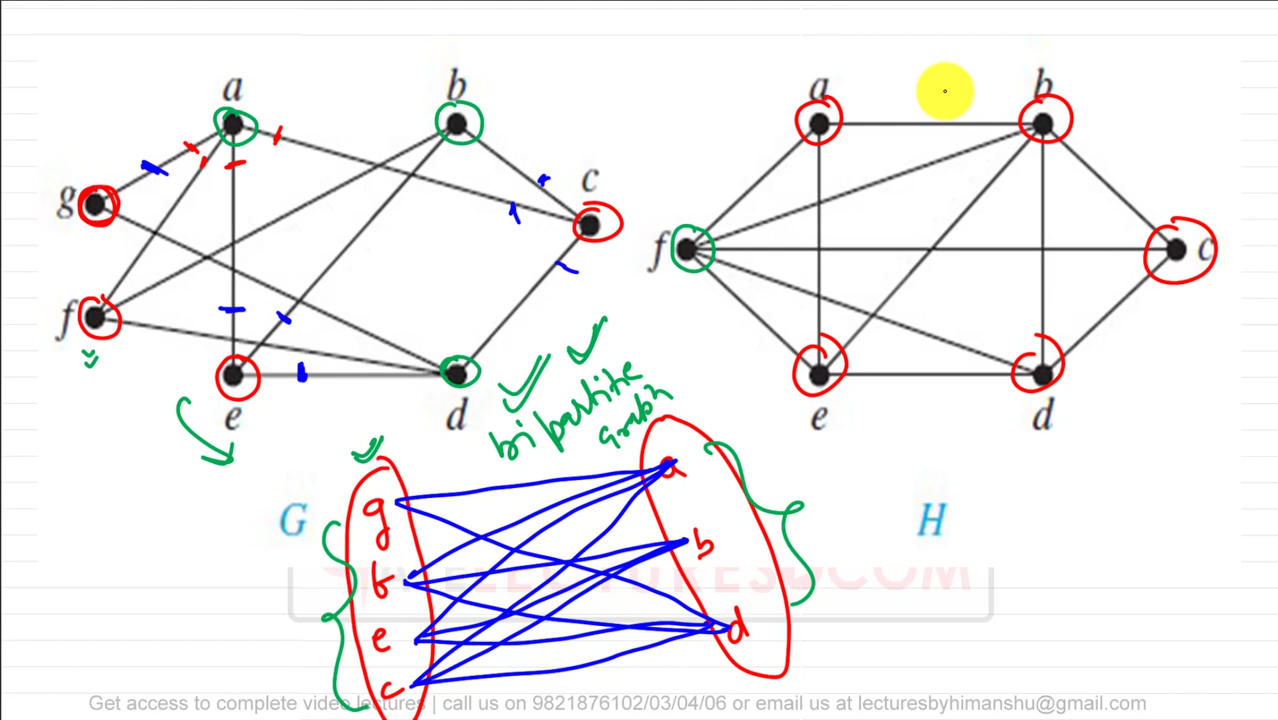 a b a b
g c f c
f
e d e d
bipartite
graph
G H
g a
f b
e d
c
Get access to complete video lectures | call us on 9821876102/03/04/06 or email us at lecturesbyhimanshu@gmail.com